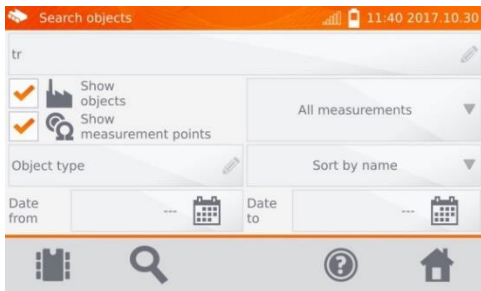 Search objects 11:40 2017.10.30
tr
Show
objects
Show
measurement points
All measurements
Object type
Sort by name
Date
from
---
Date
to
---